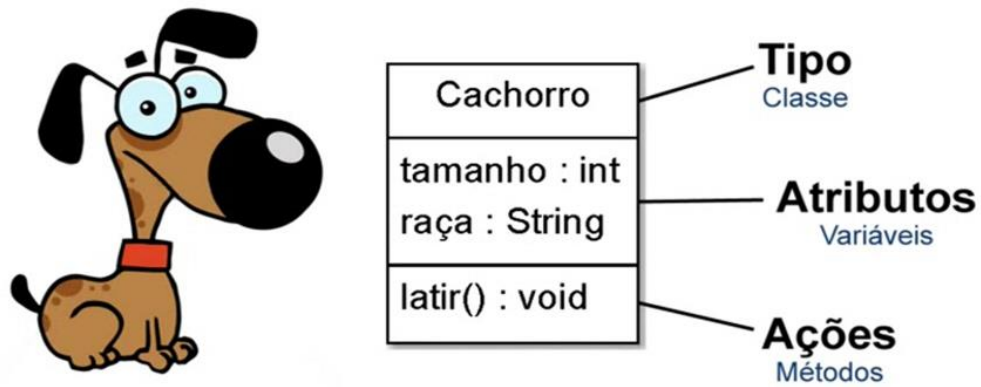 Cachorro
tamanho : int
raça : String
latir() : void
Tipo
Classe
Atributos
Variáveis
Ações
Métodos